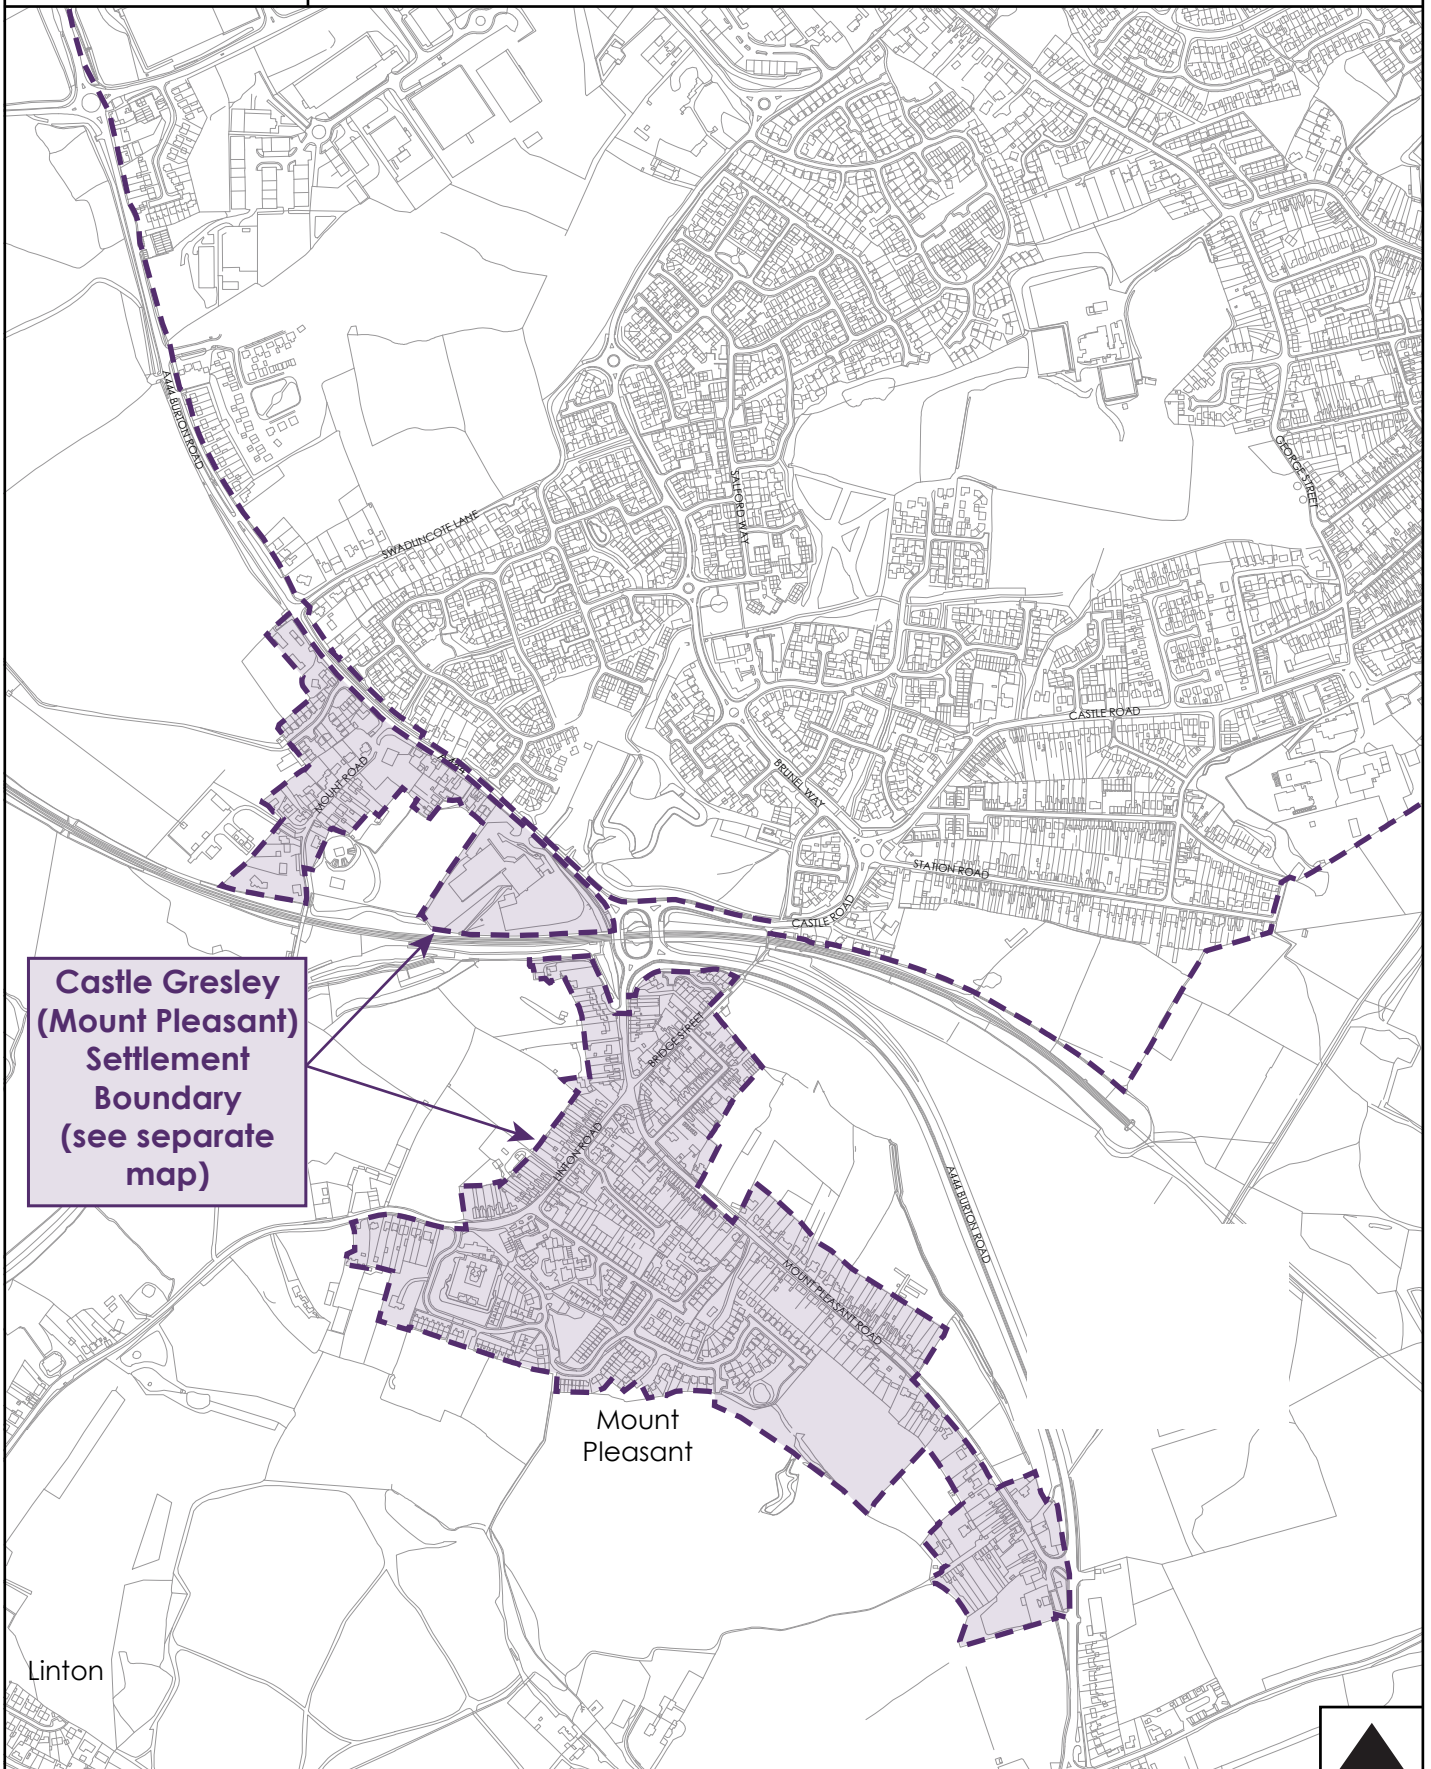 A444 BURTON ROAD
SWADLINCOTE LANE
SALFORD WAY
GEORGE STREET
MOUNT ROAD
A444
CASTLE ROAD
BRUNEL WAY
STATION ROAD
CASTLE ROAD
Castle Gresley
(Mount Pleasant)
Settlement
Boundary
(see separate
map)
BRIDGE STREET
LINTON ROAD
A444 BURTON ROAD
MOUNT PLEASANT ROAD
Mount
Pleasant
Linton